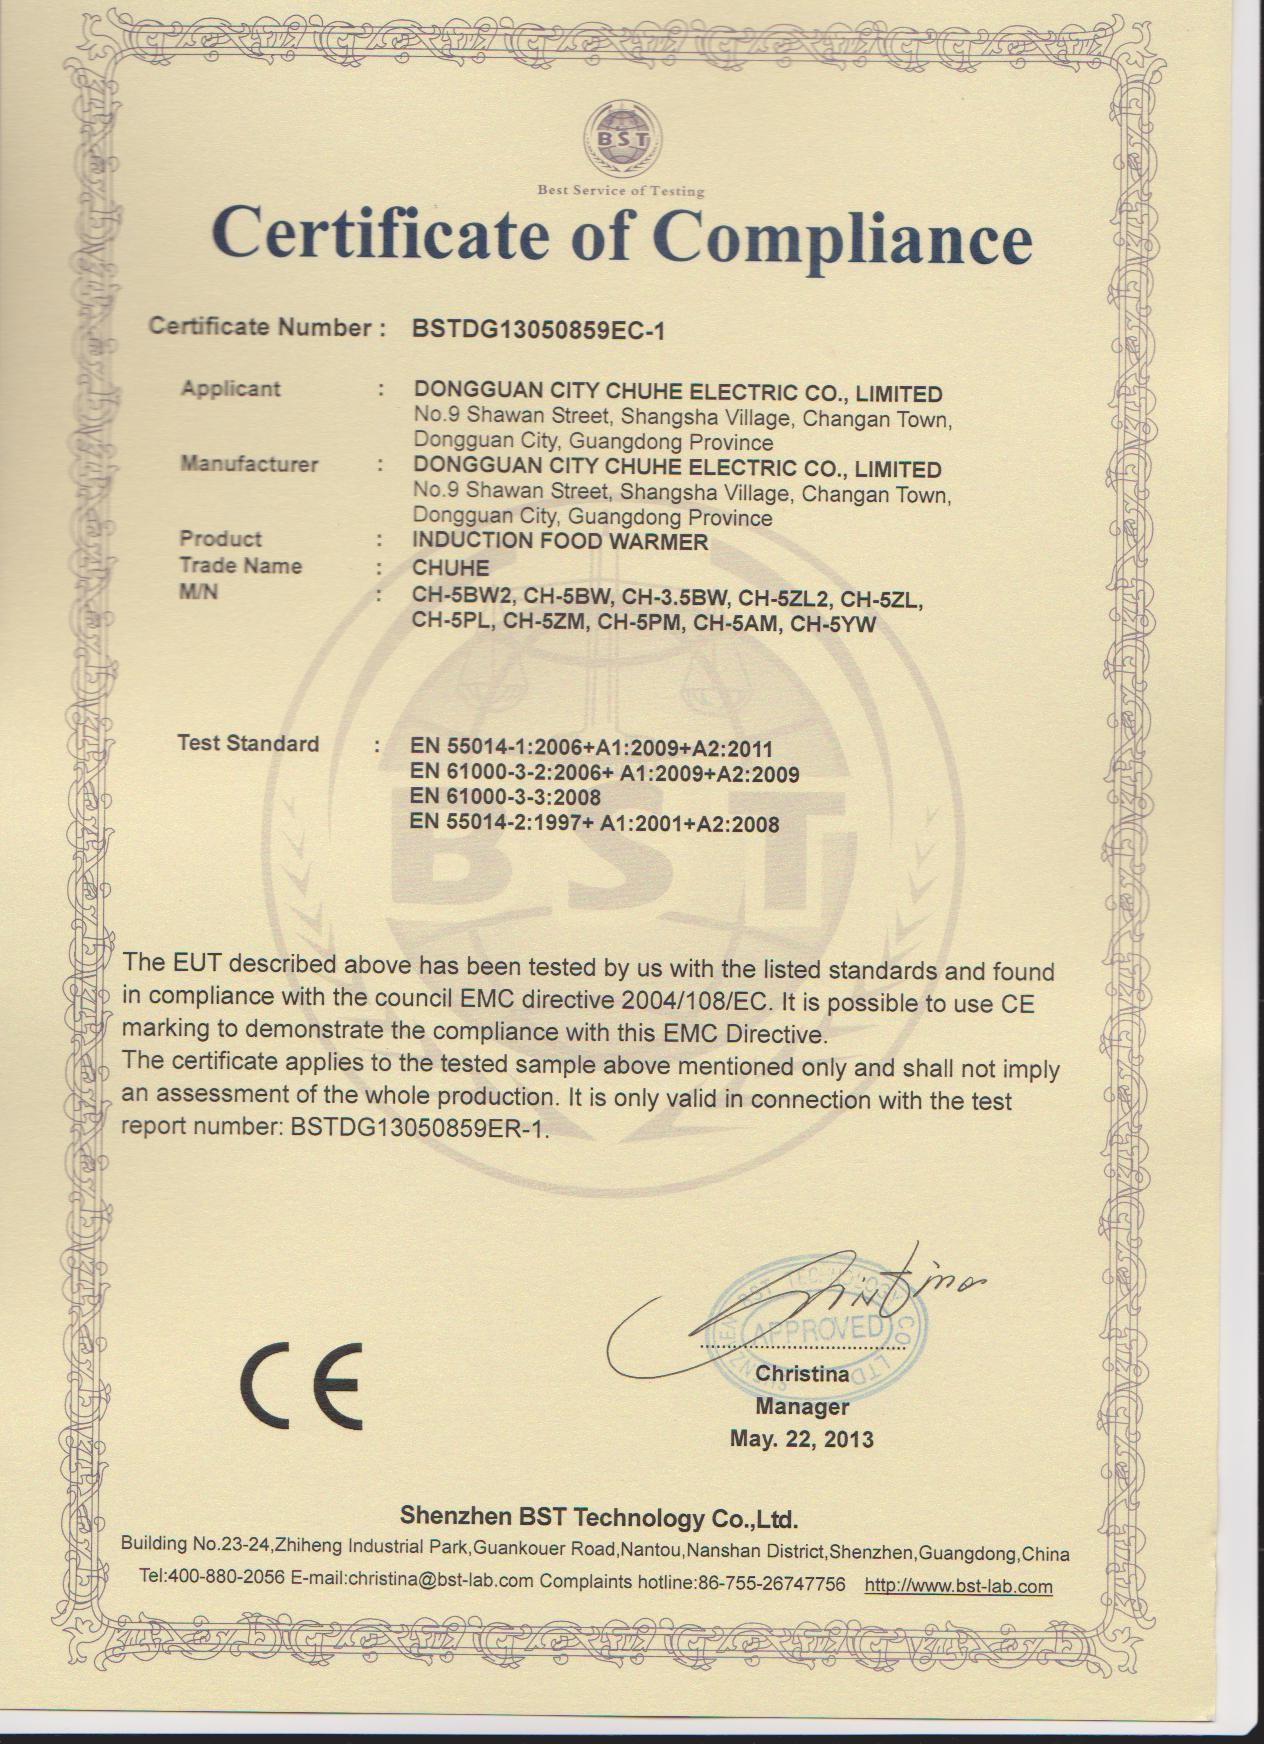 BST
Best Service of Testing
Certificate of Compliance
Certificate Number : BSTDG13050859EC-1
Applicant : DONGGUAN CITY CHUHE ELECTRIC CO., LIMITED
No.9 Shawan Street, Shangsha Village, Changan Town,
Dongguan City, Guangdong Province
Manufacturer : DONGGUAN CITY CHUHE ELECTRIC CO., LIMITED
No.9 Shawan Street, Shangsha Village, Changan Town,
Dongguan City, Guangdong Province
Product : INDUCTION FOOD WARMER
Trade Name : CHUHE
M/N : CH-5BW2, CH-5BW, CH-3.5BW, CH-5ZL2, CH-5ZL,
CH-5PL, CH-5ZM, CH-5PM, CH-5AM, CH-5YW
Test Standard : EN 55014-1:2006+A1:2009+A2:2011
EN 61000-3-2:2006+ A1:2009+A2:2009
EN 61000-3-3:2008
EN 55014-2:1997+ A1:2001+A2:2008
BST
The EUT described above has been tested by us with the listed standards and found
in compliance with the council EMC directive 2004/108/EC. It is possible to use CE
marking to demonstrate the compliance with this EMC Directive.
The certificate applies to the tested sample above mentioned only and shall not imply
an assessment of the whole production. It is only valid in connection with the test
report number: BSTDG13050859ER-1.
Christina
SHENZHEN BST TECHNOLOGY CO LTD
APPROVED
CE
Christina
Manager
May. 22, 2013
Shenzhen BST Technology Co.,Ltd.
Building No.23-24,Zhiheng Industrial Park,Guankouer Road,Nantou,Nanshan District,Shenzhen,Guangdong,China
Tel:400-880-2056 E-mail:christina@bst-lab.com Complaints hotline:86-755-26747756 http://www.bst-lab.com